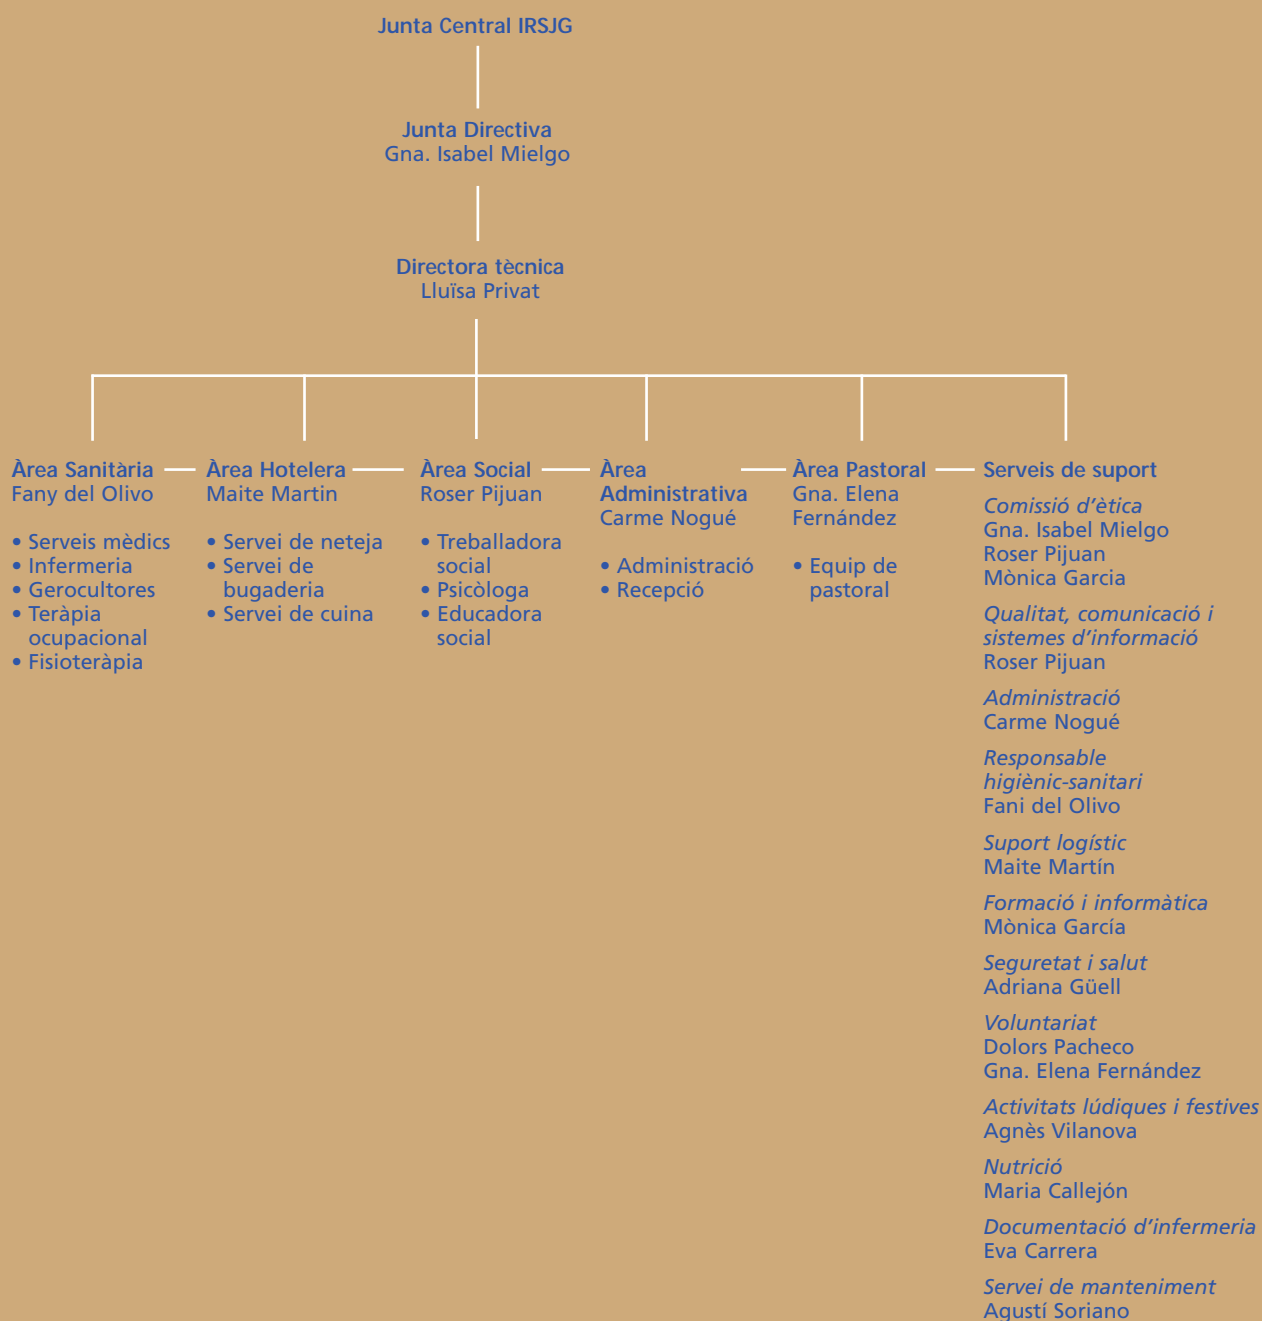 Junta Central IRSJG
Junta Directiva
Gna. Isabel Mielgo
Directora tècnica
Lluïsa Privat
Àrea Sanitària
Fany del Olivo
• Serveis mèdics
• Infermeria
• Gerocultores
• Teràpia
ocupacional
• Fisioteràpia
Àrea Hotelera
Maite Martin
• Servei de neteja
• Servei de
bugaderia
• Servei de cuina
Àrea Social
Roser Pijuan
• Treballadora
social
• Psicòloga
• Educadora
social
Àrea
Administrativa
Carme Nogué
• Administració
• Recepció
Àrea Pastoral
Gna. Elena
Fernández
• Equip de
pastoral
Serveis de suport
Comissió d'ètica
Gna. Isabel Mielgo
Roser Pijuan
Mònica Garcia
Qualitat, comunicació i
sistemes d'informació
Roser Pijuan
Administració
Carme Nogué
Responsable
higiènic-sanitari
Fani del Olivo
Suport logístic
Maite Martín
Formació i informàtica
Mònica García
Seguretat i salut
Adriana Güell
Voluntariat
Dolors Pacheco
Gna. Elena Fernández
Activitats lúdiques i festives
Agnès Vilanova
Nutrició
Maria Callejón
Documentació d'infermeria
Eva Carrera
Servei de manteniment
Agustí Soriano